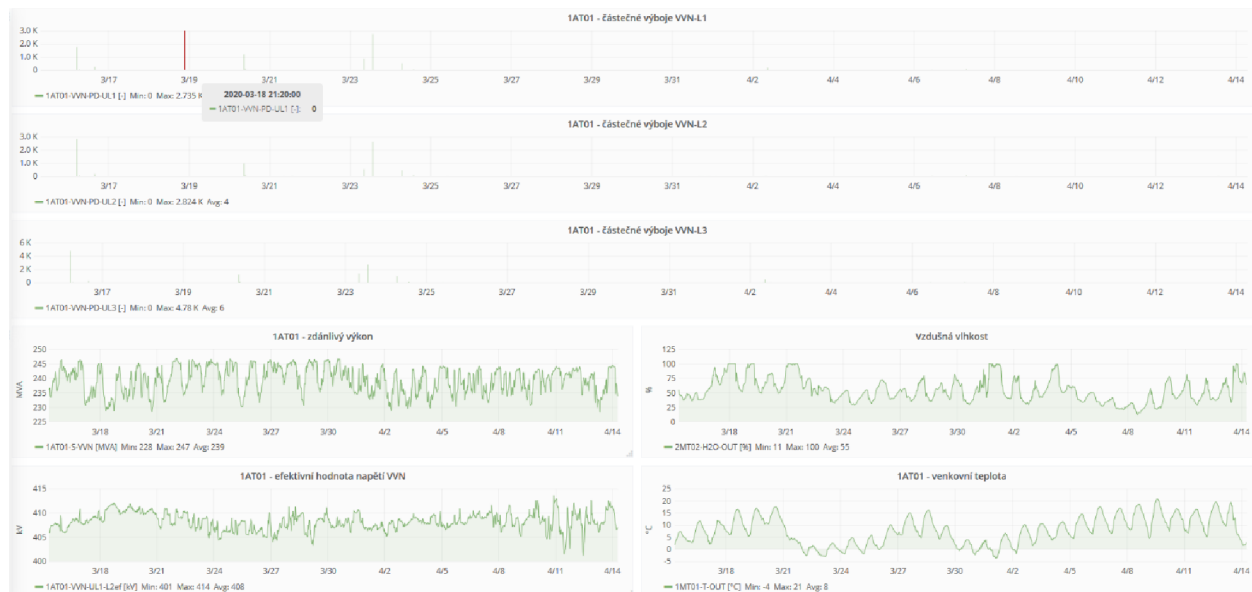 1AT01 - částečné výboje VVN-L1
3.0 K
2.0 K
1.0 K
0
3/17 3/19 3/21 3/23 3/25 3/27 3/29 3/31 4/2 4/4 4/6 4/8 4/10 4/12 4/14
1AT01-VVN-PD-UL1 [-] Min: 0 Max: 2.735 K
2020-03-18 21:20:00
1AT01-VVN-PD-UL1 [-]: 0
1AT01 - částečné výboje VVN-L2
3.0 K
2.0 K
1.0 K
0
3/17 3/19 3/21 3/23 3/25 3/27 3/29 3/31 4/2 4/4 4/6 4/8 4/10 4/12 4/14
1AT01-VVN-PD-UL2 [-] Min: 0 Max: 2.824 K Avg: 4
1AT01 - částečné výboje VVN-L3
6 K
4 K
2 K
0
3/17 3/19 3/21 3/23 3/25 3/27 3/29 3/31 4/2 4/4 4/6 4/8 4/10 4/12 4/14
1AT01-VVN-PD-UL3 [-] Min: 0 Max: 4.78 K Avg: 6
1AT01 - zdánlivý výkon
250
245
240
235
230
225
MVA
3/18 3/21 3/24 3/27 3/30 4/2 4/5 4/8 4/11 4/14
1AT01-S-VVN [MVA] Min: 228 Max: 247 Avg: 239
Vzdušná vlhkost
125
100
75
50
25
0
%
3/18 3/21 3/24 3/27 3/30 4/2 4/5 4/8 4/11 4/14
2MT02-H2O-OUT [%] Min: 11 Max: 100 Avg: 55
1AT01 - efektivní hodnota napětí VVN
415
410
405
400
kV
3/18 3/21 3/24 3/27 3/30 4/2 4/5 4/8 4/11 4/14
1AT01-VVN-UL1-L2ef [kV] Min: 401 Max: 414 Avg: 408
1AT01 - venkovní teplota
25
20
15
10
5
0
-5
°C
3/18 3/21 3/24 3/27 3/30 4/2 4/5 4/8 4/11 4/14
1MT01-T-OUT [°C] Min: -4 Max: 21 Avg: 8